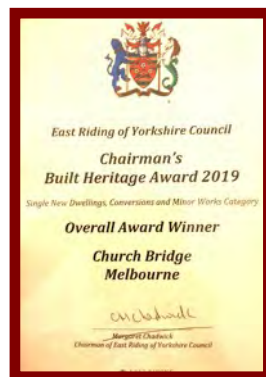 East Riding of Yorkshire Council
Chairman's
Built Heritage Award 2019
Single New Dwellings, Conversions and Minor Works Category
Overall Award Winner
Church Bridge
Melbourne
Margaret Chadwick
Chairman of East Riding of Yorkshire Council